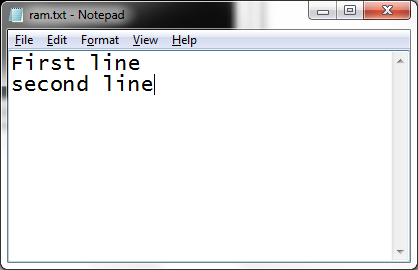 ram.txt - Notepad
File Edit Format View Help
First line
second line